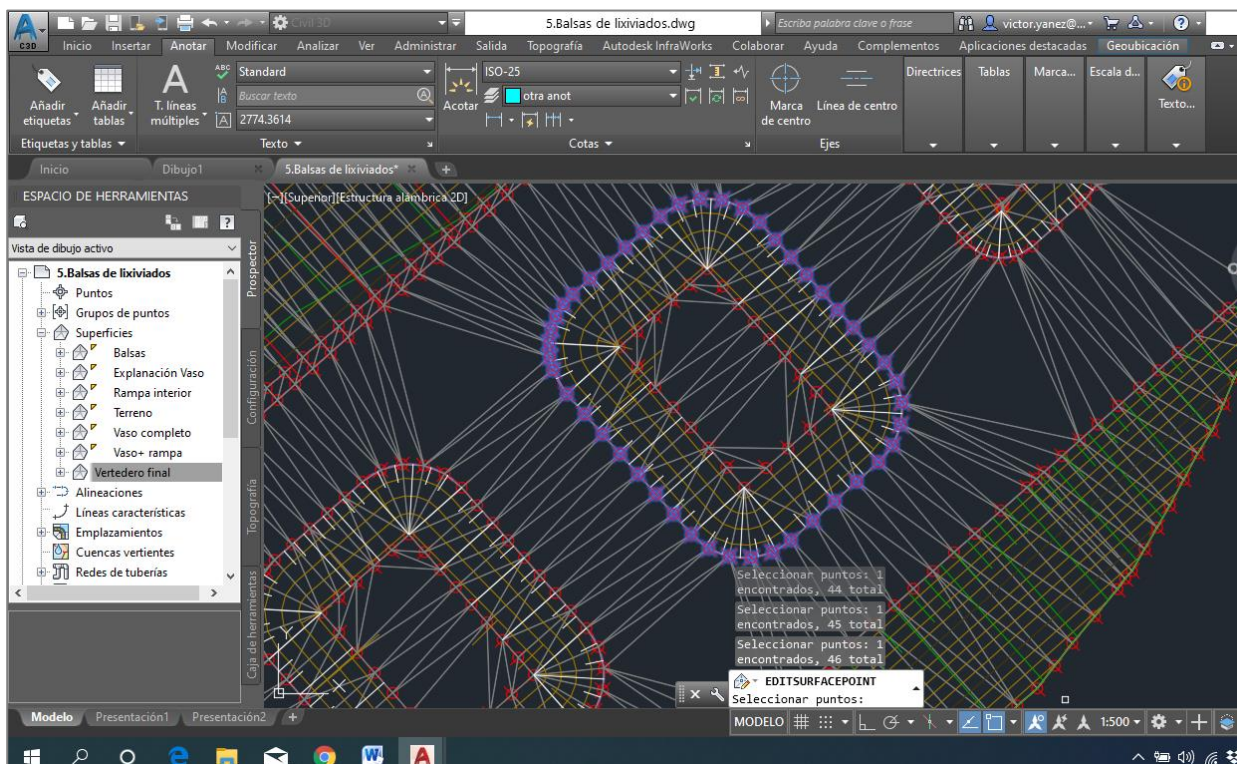 Civil 3D
5.Balsas de lixiviados.dwg
Escriba palabra clave o frase
victor.yanez@...
?
C3D
Inicio Insertar Anotar Modificar Analizar Ver Administrar Salida Topografía Autodesk InfraWorks Colaborar Ayuda Complementos Aplicaciones destacadas Geoubicación
Añadir etiquetas
Añadir tablas
T. líneas múltiples
ABC Standard
Buscar texto
2774.3614
Acotar
ISO-25
otra anot
Marca de centro
Línea de centro
Directrices
Tablas
Marca...
Escala d...
Texto...
Etiquetas y tablas
Texto
Cotas
Ejes
Inicio Dibujo1 5.Balsas de lixiviados*
ESPACIO DE HERRAMIENTAS
[−][Superior][Estructura alámbrica 2D]
Vista de dibujo activo
5.Balsas de lixiviados
Puntos
Grupos de puntos
Superficies
Balsas
Explanación Vaso
Rampa interior
Terreno
Vaso completo
Vaso+ rampa
Vertedero final
Alineaciones
Líneas características
Emplazamientos
Cuencas vertientes
Redes de tuberías
Prospector
Configuración
Topografía
Caja de herramientas
Y
X
Seleccionar puntos: 1
encontrados, 44 total
Seleccionar puntos: 1
encontrados, 45 total
Seleccionar puntos: 1
encontrados, 46 total
EDITSURFACEPOINT
Seleccionar puntos:
Modelo Presentación1 Presentación2 +
MODELO
1:500